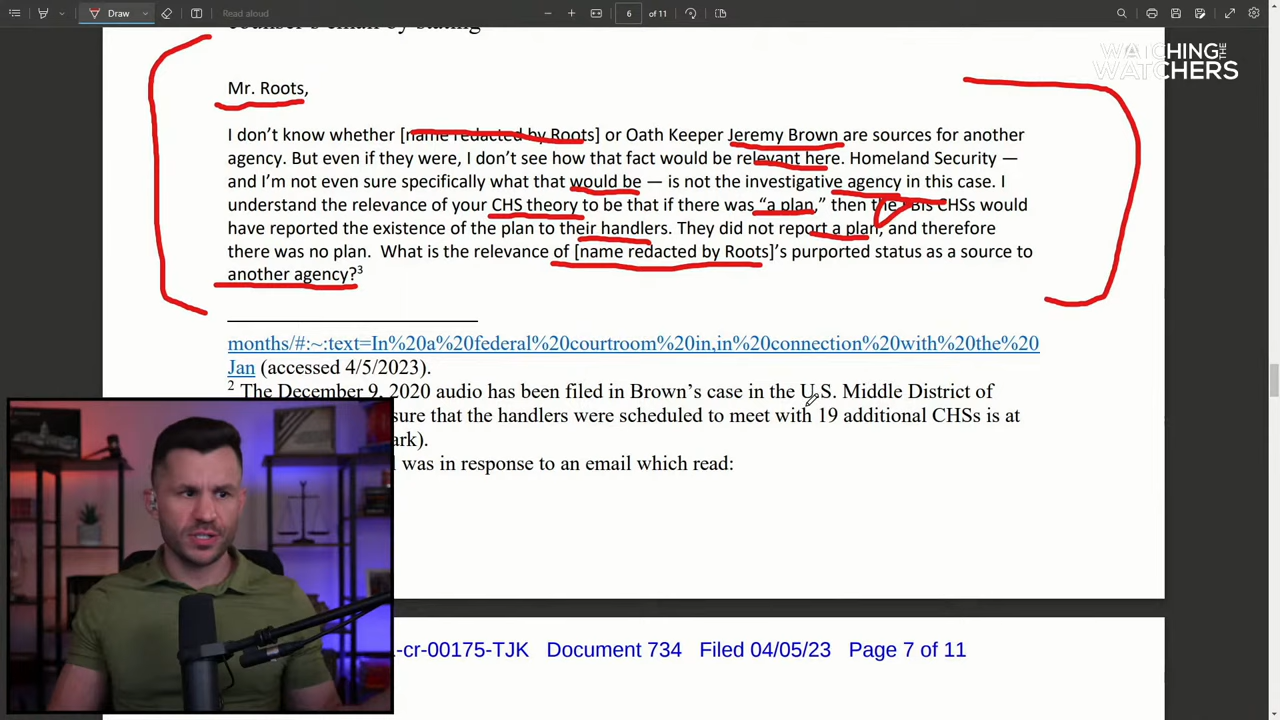 Draw
Read aloud
6
of 11
counsel's email by stating
WATCHING THE
WATCHERS
Mr. Roots,
I don't know whether [name redacted by Roots] or Oath Keeper Jeremy Brown are sources for another
agency. But even if they were, I don't see how that fact would be relevant here. Homeland Security —
and I'm not even sure specifically what that would be — is not the investigative agency in this case. I
understand the relevance of your CHS theory to be that if there was "a plan," then the FBIs CHSs would
have reported the existence of the plan to their handlers. They did not report a plan, and therefore
there was no plan. What is the relevance of [name redacted by Roots]'s purported status as a source to
another agency?3
months/#:~:text=In%20a%20federal%20courtroom%20in,in%20connection%20with%20the%20
Jan (accessed 4/5/2023).
2 The December 9, 2020 audio has been filed in Brown's case in the U.S. Middle District of
sure that the handlers were scheduled to meet with 19 additional CHSs is at
ark).
was in response to an email which read:
-cr-00175-TJK Document 734 Filed 04/05/23 Page 7 of 11